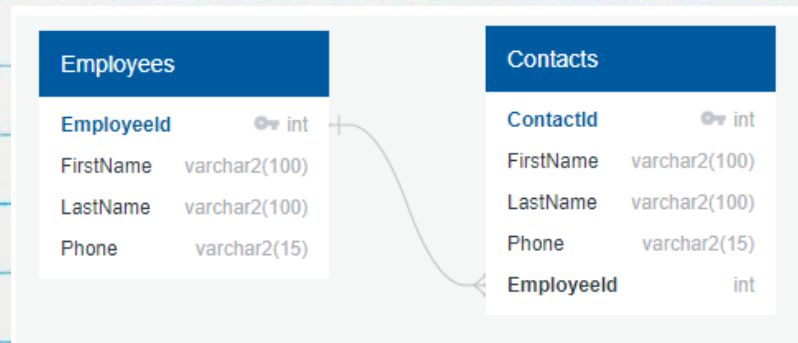 Employees
EmployeeId int
FirstName varchar2(100)
LastName varchar2(100)
Phone varchar2(15)
Contacts
ContactId int
FirstName varchar2(100)
LastName varchar2(100)
Phone varchar2(15)
EmployeeId int